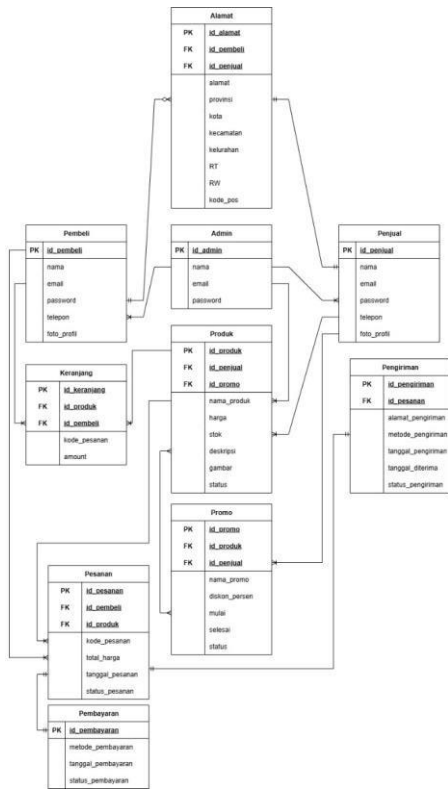 Alamat
PK id_alamat
FK id_pembeli
FK id_penjual
alamat
provinsi
kota
kecamatan
kelurahan
RT
RW
kode_pos
Pembeli
PK id_pembeli
nama
email
password
telepon
foto_profil
Admin
id_admin
nama
email
password
Penjual
PK id_penjual
nama
email
password
telepon
foto_profil
Keranjang
PK id_keranjang
FK id_produk
FK id_pembeli
kode_pesanan
amount
Produk
PK id_produk
FK id_penjual
FK id_promo
nama_produk
harga
stok
deskripsi
gambar
status
Pengiriman
PK id_pengiriman
FK id_pesanan
alamat_pengiriman
metode_pengiriman
tanggal_pengiriman
tanggal_diterima
status_pengiriman
Promo
PK id_promo
FK id_produk
FK id_penjual
nama_promo
diskon_persen
mulai
selesai
status
Pesanan
PK id_pesanan
FK id_pembeli
FK id_produk
kode_pesanan
total_harga
tanggal_pesanan
status_pesanan
Pembayaran
PK id_pembayaran
metode_pembayaran
tanggal_pembayaran
status_pembayaran